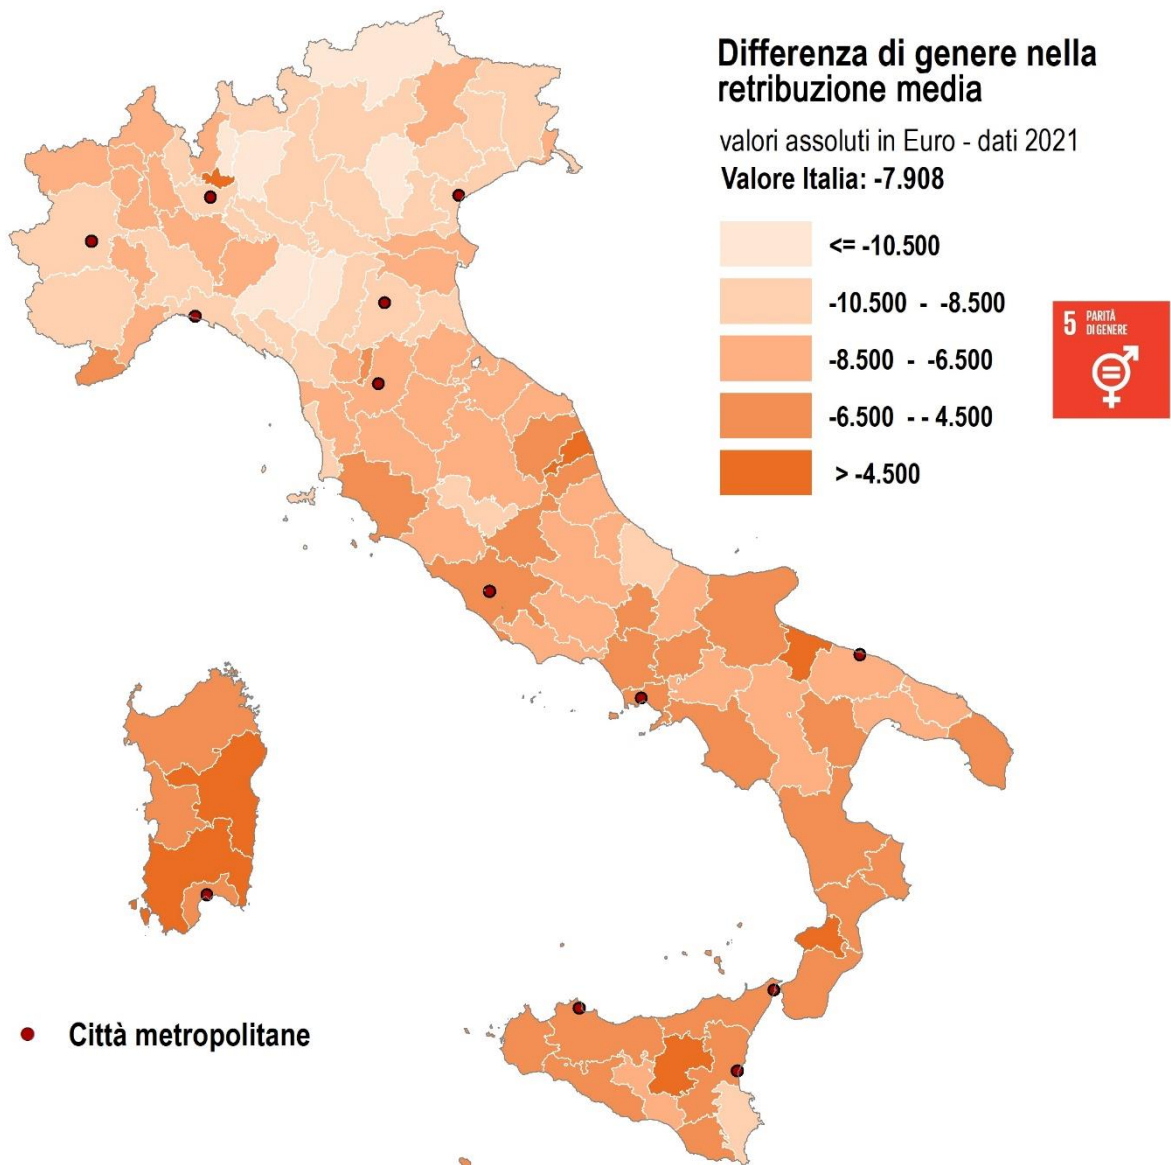 Differenza di genere nella
retribuzione media
valori assoluti in Euro - dati 2021
Valore Italia: -7.908
<= -10.500
-10.500 - -8.500
-8.500 - -6.500
-6.500 - - 4.500
> -4.500
5 PARITÀ
DI GENERE
Città metropolitane